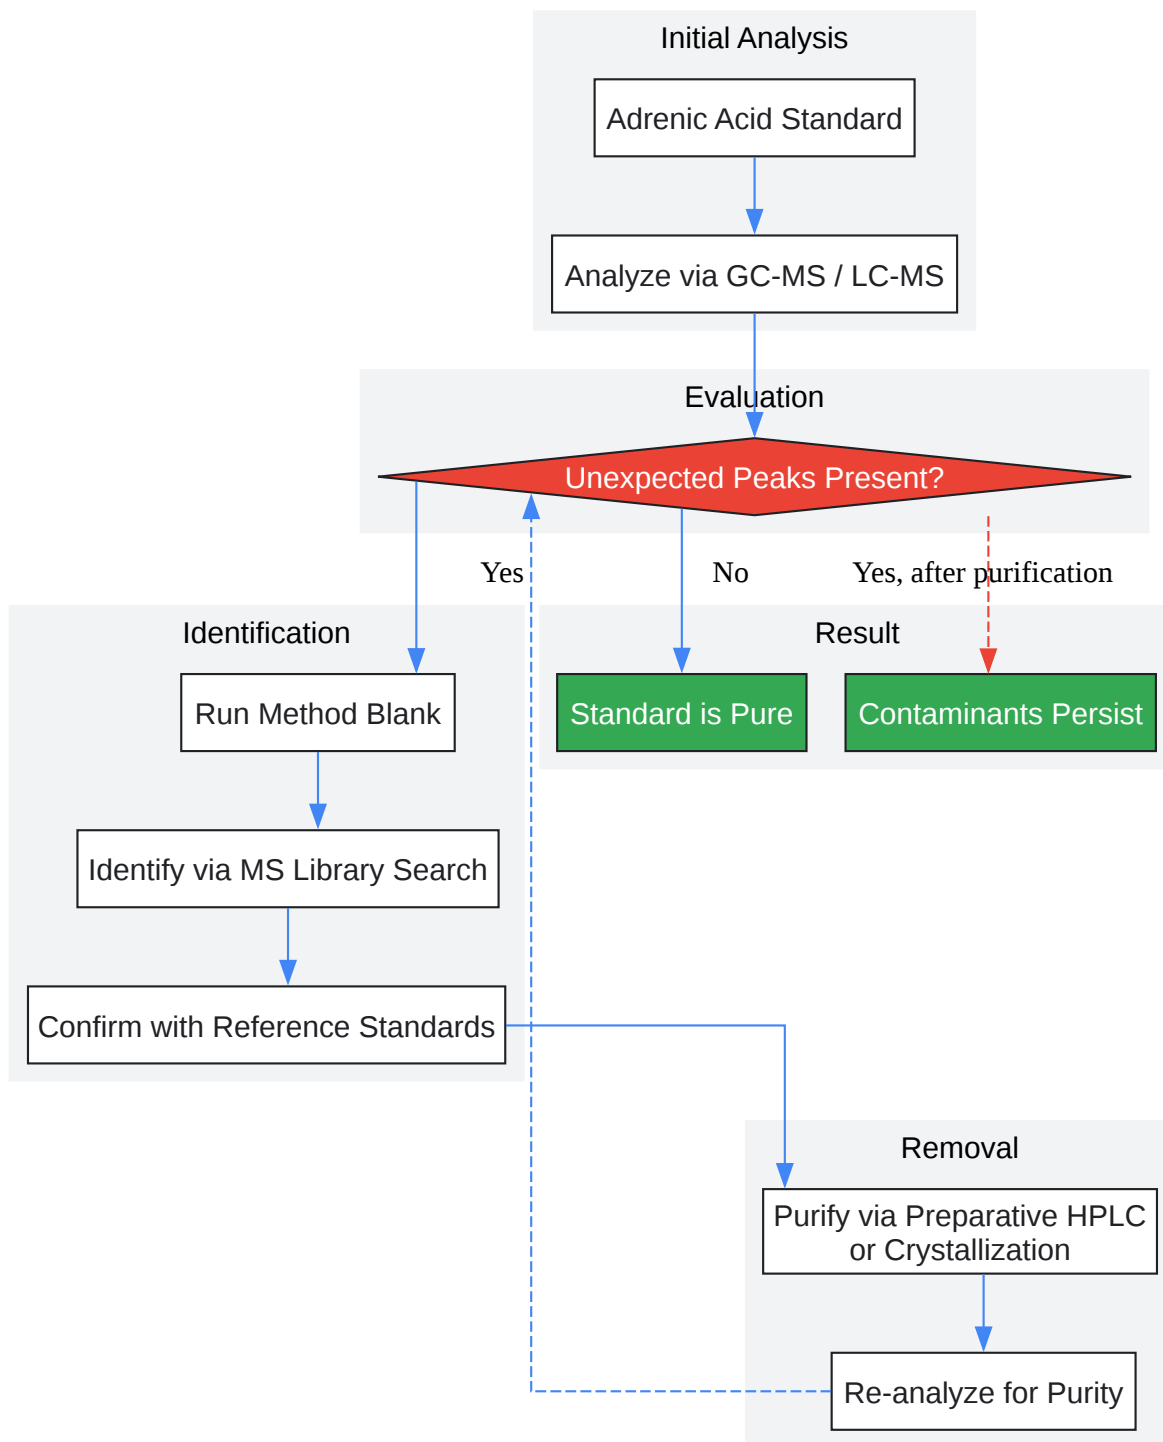 Initial Analysis
Adrenic Acid Standard
Analyze via GC-MS / LC-MS
Evaluation
Unexpected Peaks Present?
Yes
No
Yes, after purification
Identification
Result
Run Method Blank
Standard is Pure
Contaminants Persist
Identify via MS Library Search
Confirm with Reference Standards
Removal
Purify via Preparative HPLC
or Crystallization
Re-analyze for Purity